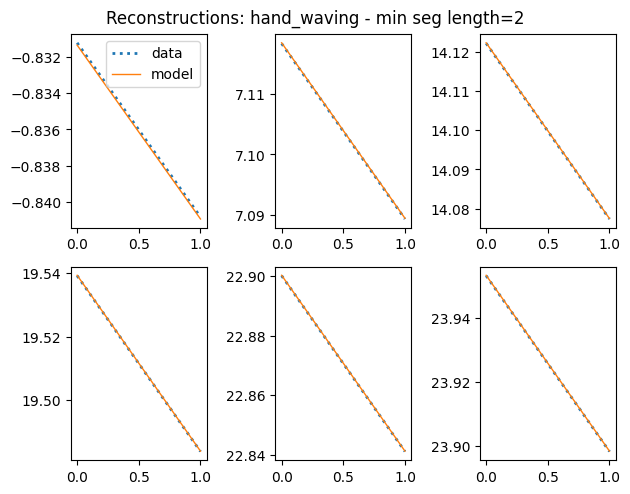 Reconstructions: hand_waving - min seg length=2
data
model
−0.832
−0.834
−0.836
−0.838
−0.840
0.0 0.5 1.0
7.11
7.10
7.09
0.0 0.5 1.0
14.12
14.11
14.10
14.09
14.08
0.0 0.5 1.0
19.54
19.52
19.50
0.0 0.5 1.0
22.90
22.88
22.86
22.84
0.0 0.5 1.0
23.94
23.92
23.90
0.0 0.5 1.0